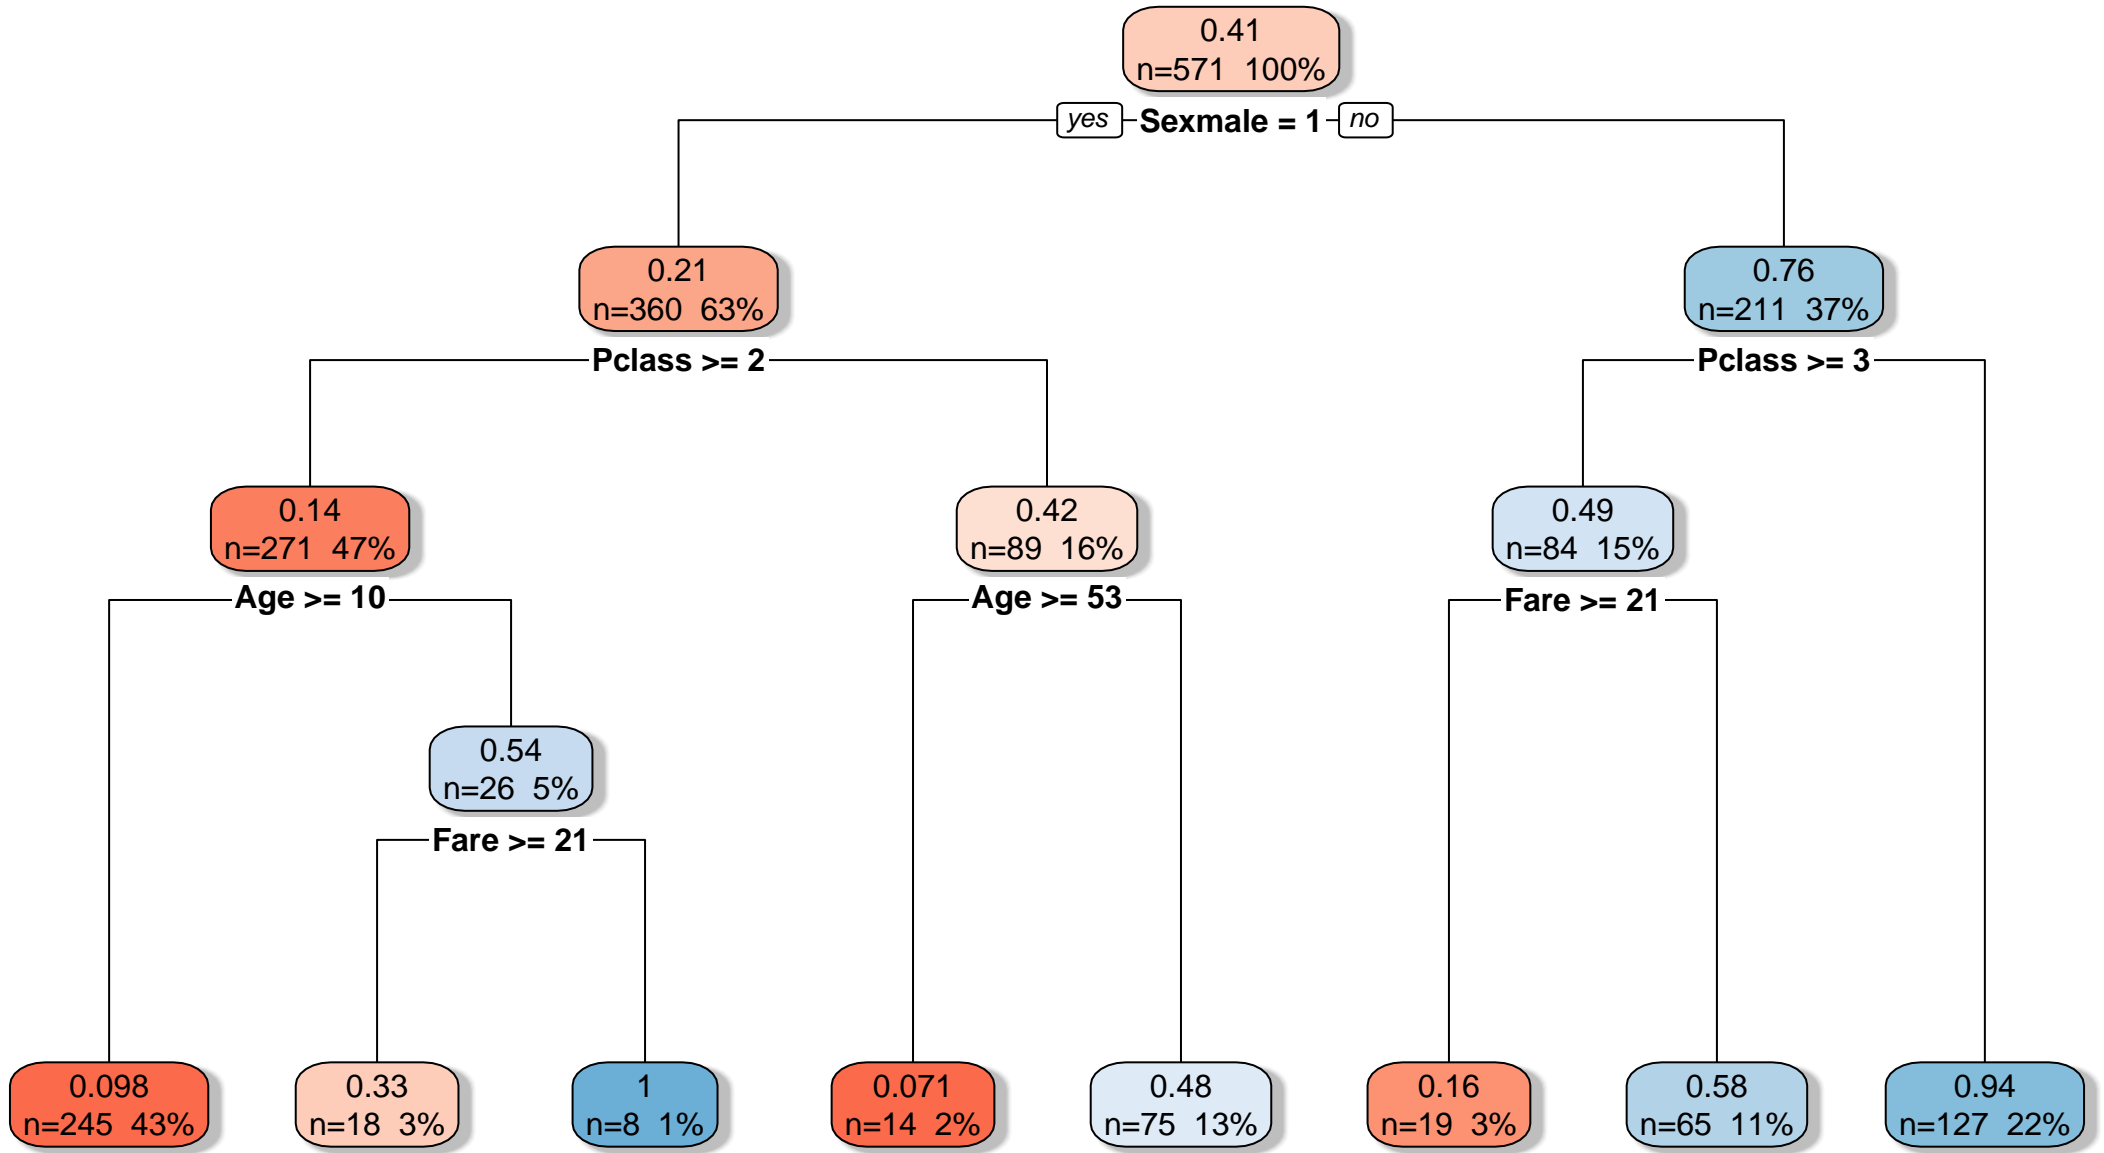 0.41
n=571 100%
yes Sexmale = 1 no
0.21
n=360 63%
0.76
n=211 37%
Pclass >= 2
Pclass >= 3
0.14
n=271 47%
0.42
n=89 16%
0.49
n=84 15%
Age >= 10
Age >= 53
Fare >= 21
0.54
n=26 5%
Fare >= 21
0.098
n=245 43%
0.33
n=18 3%
1
n=8 1%
0.071
n=14 2%
0.48
n=75 13%
0.16
n=19 3%
0.58
n=65 11%
0.94
n=127 22%